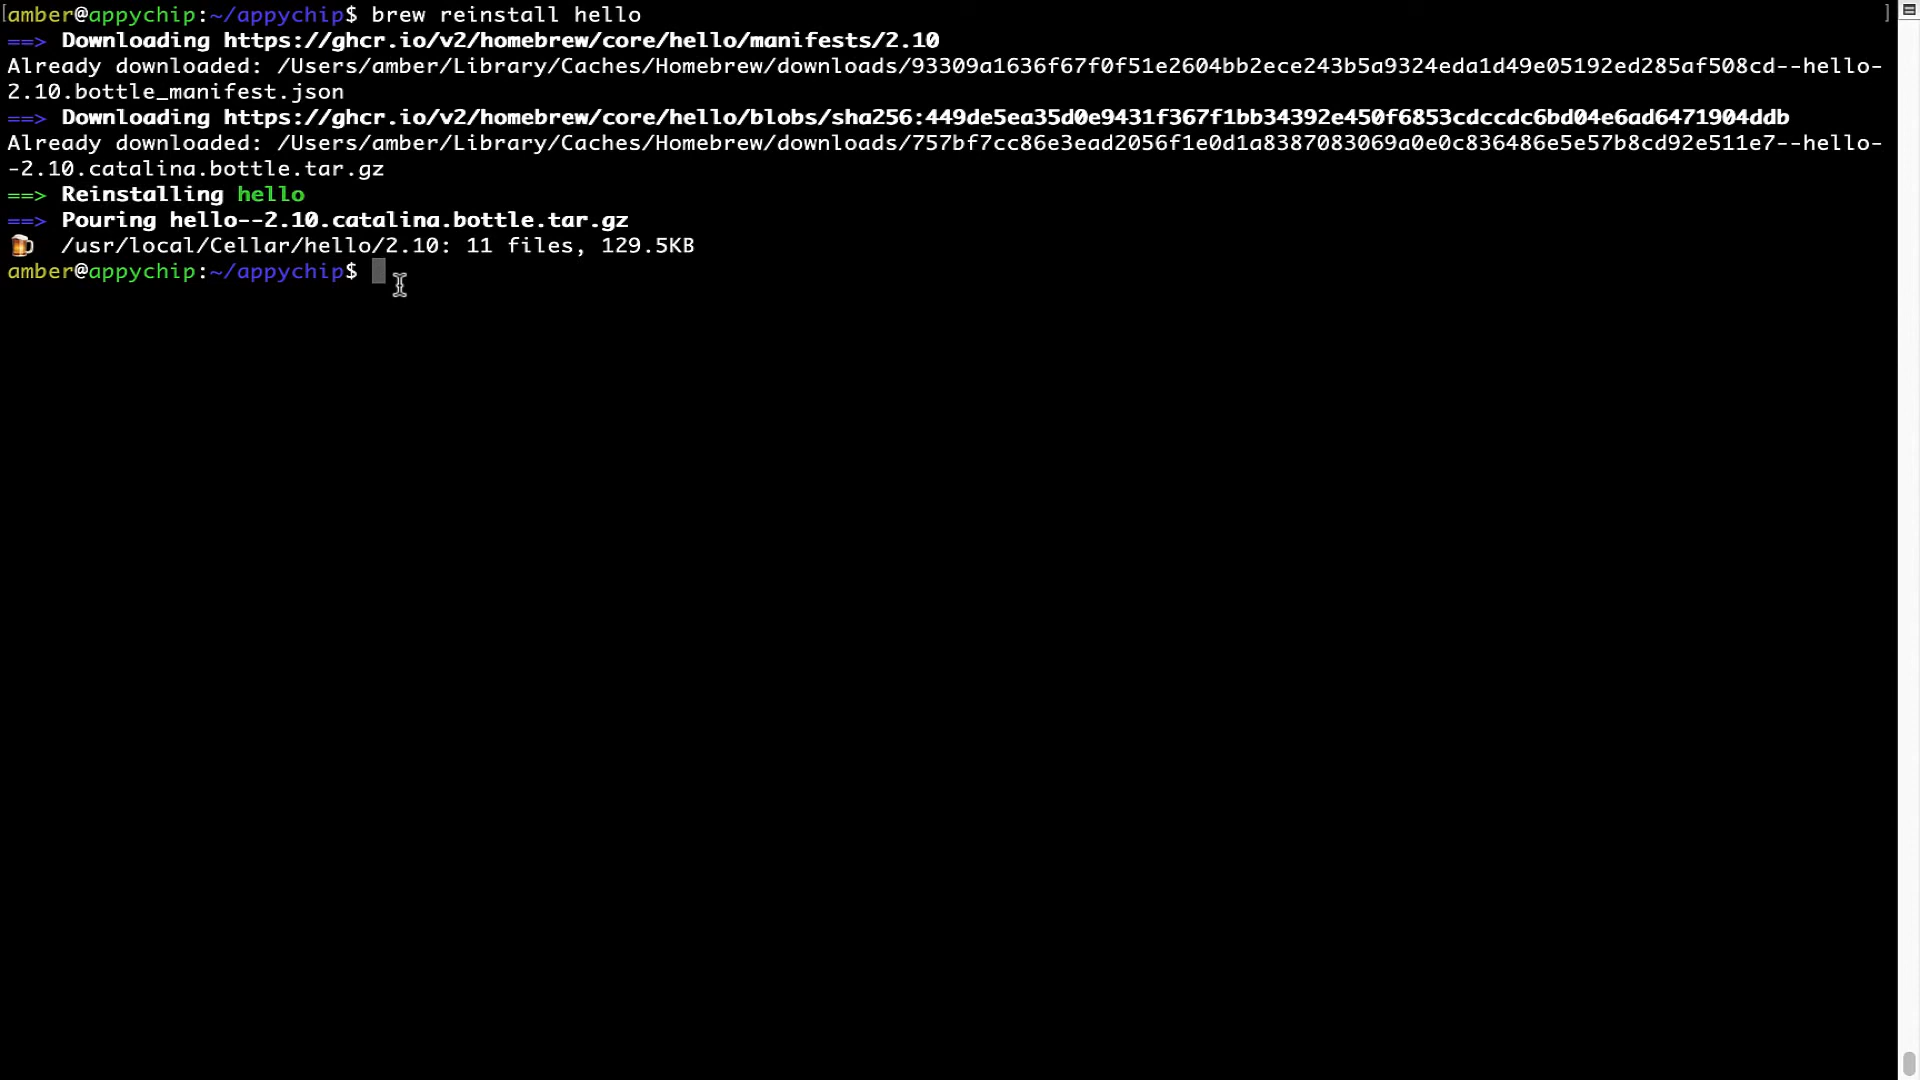 [amber@appychip:~/appychip$ brew reinstall hello ]
==> Downloading https://ghcr.io/v2/homebrew/core/hello/manifests/2.10
Already downloaded: /Users/amber/Library/Caches/Homebrew/downloads/93309a1636f67f0f51e2604bb2ece243b5a9324eda1d49e05192ed285af508cd--hello-
2.10.bottle_manifest.json
==> Downloading https://ghcr.io/v2/homebrew/core/hello/blobs/sha256:449de5ea35d0e9431f367f1bb34392e450f6853cdccdc6bd04e6ad6471904ddb
Already downloaded: /Users/amber/Library/Caches/Homebrew/downloads/757bf7cc86e3ead2056f1e0d1a8387083069a0e0c836486e5e57b8cd92e511e7--hello-
-2.10.catalina.bottle.tar.gz
==> Reinstalling hello
==> Pouring hello--2.10.catalina.bottle.tar.gz
🍺 /usr/local/Cellar/hello/2.10: 11 files, 129.5KB
amber@appychip:~/appychip$